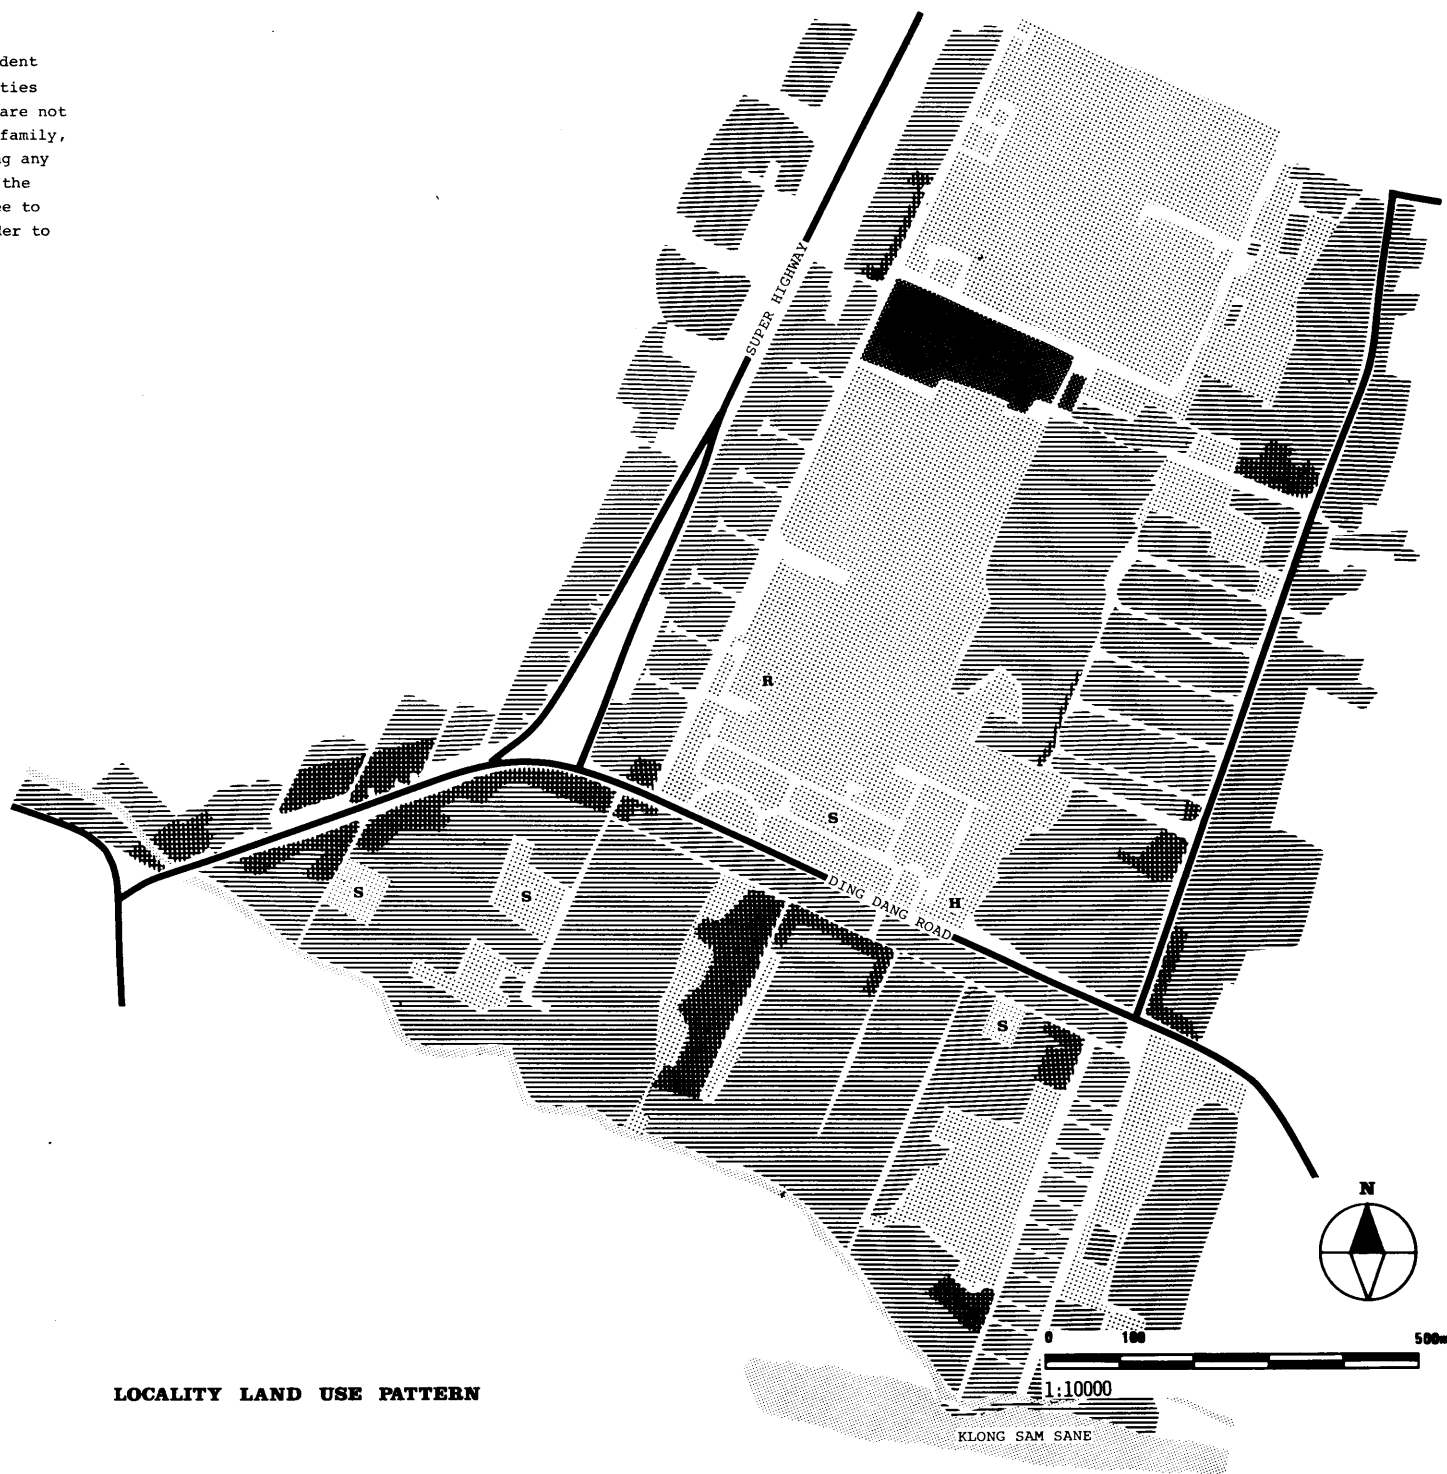 dent
ties
are not
family,
g any
the
e to
der to
SUPER HIGHWAY
R
S
S
S
DING DANG ROAD
H
S
N
0 100 500m
1:10000
LOCALITY LAND USE PATTERN
KLONG SAM SANE